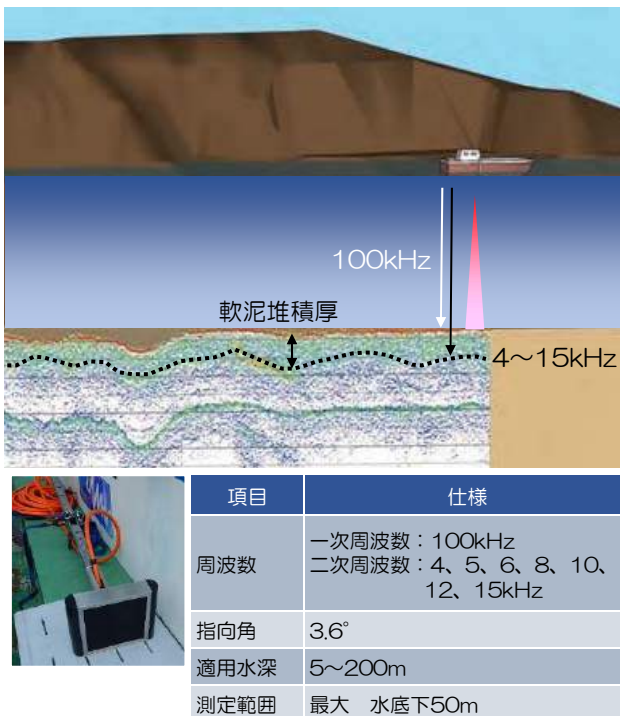 100kHz
軟泥堆積厚
4～15kHz
項目 仕様
周波数 一次周波数：100kHz
二次周波数：4、5、6、8、10、
12、15kHz
指向角 3.6°
適用水深 5～200m
測定範囲 最大 水底下50m